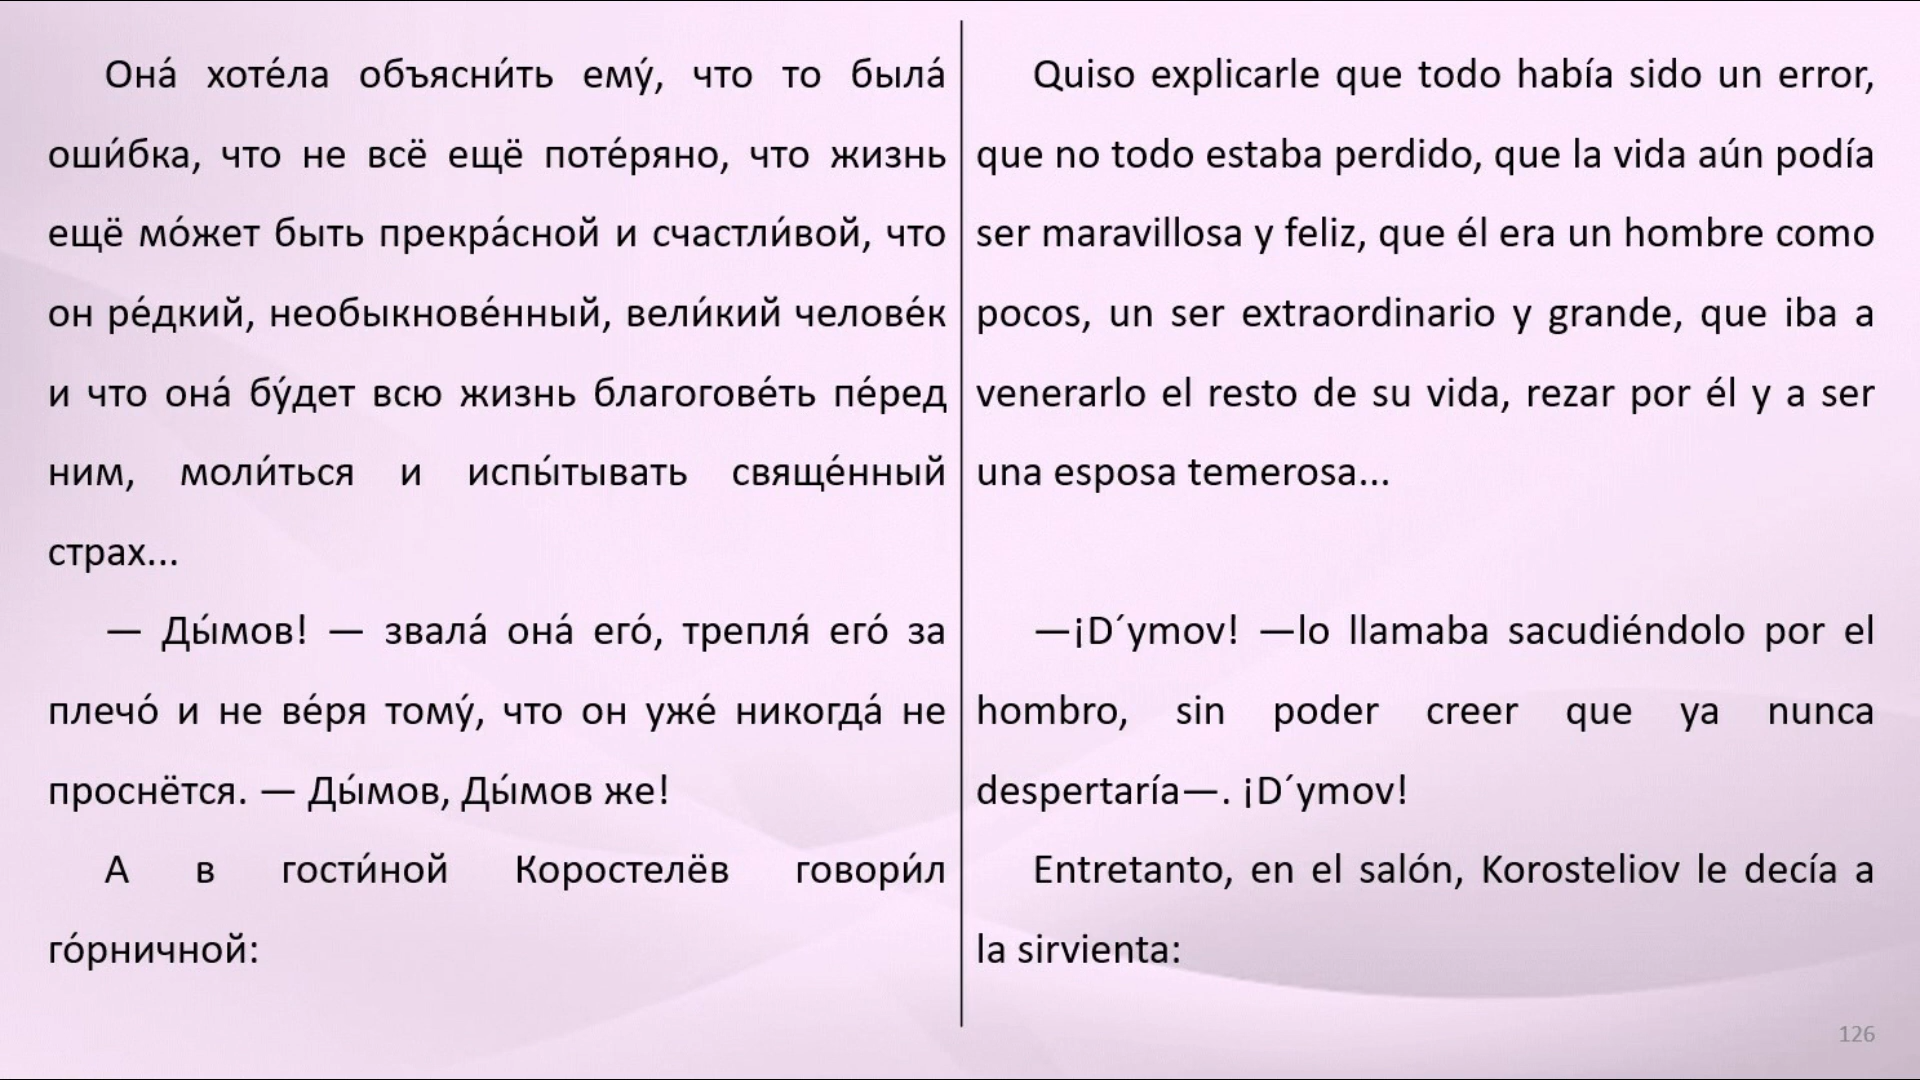 Она́ хоте́ла объясни́ть ему́, что то была́
оши́бка, что не всё ещё поте́ряно, что жизнь
ещё мо́жет быть прекра́сной и счастли́вой, что
он ре́дкий, необыкнове́нный, вели́кий челове́к
и что она́ бу́дет всю жизнь благогове́ть пе́ред
ним, моли́ться и испы́тывать свяще́нный
страх...
— Ды́мов! — звала́ она́ его́, трепля́ его́ за
плечо́ и не ве́ря тому́, что он уже́ никогда́ не
проснётся. — Ды́мов, Ды́мов же!
А в гости́ной Коростелёв говори́л
го́рничной:
Quiso explicarle que todo había sido un error,
que no todo estaba perdido, que la vida aún podía
ser maravillosa y feliz, que él era un hombre como
pocos, un ser extraordinario y grande, que iba a
venerarlo el resto de su vida, rezar por él y a ser
una esposa temerosa...
—¡D´ymov! —lo llamaba sacudiéndolo por el
hombro, sin poder creer que ya nunca
despertaría—. ¡D´ymov!
Entretanto, en el salón, Korosteliov le decía a
la sirvienta:
126